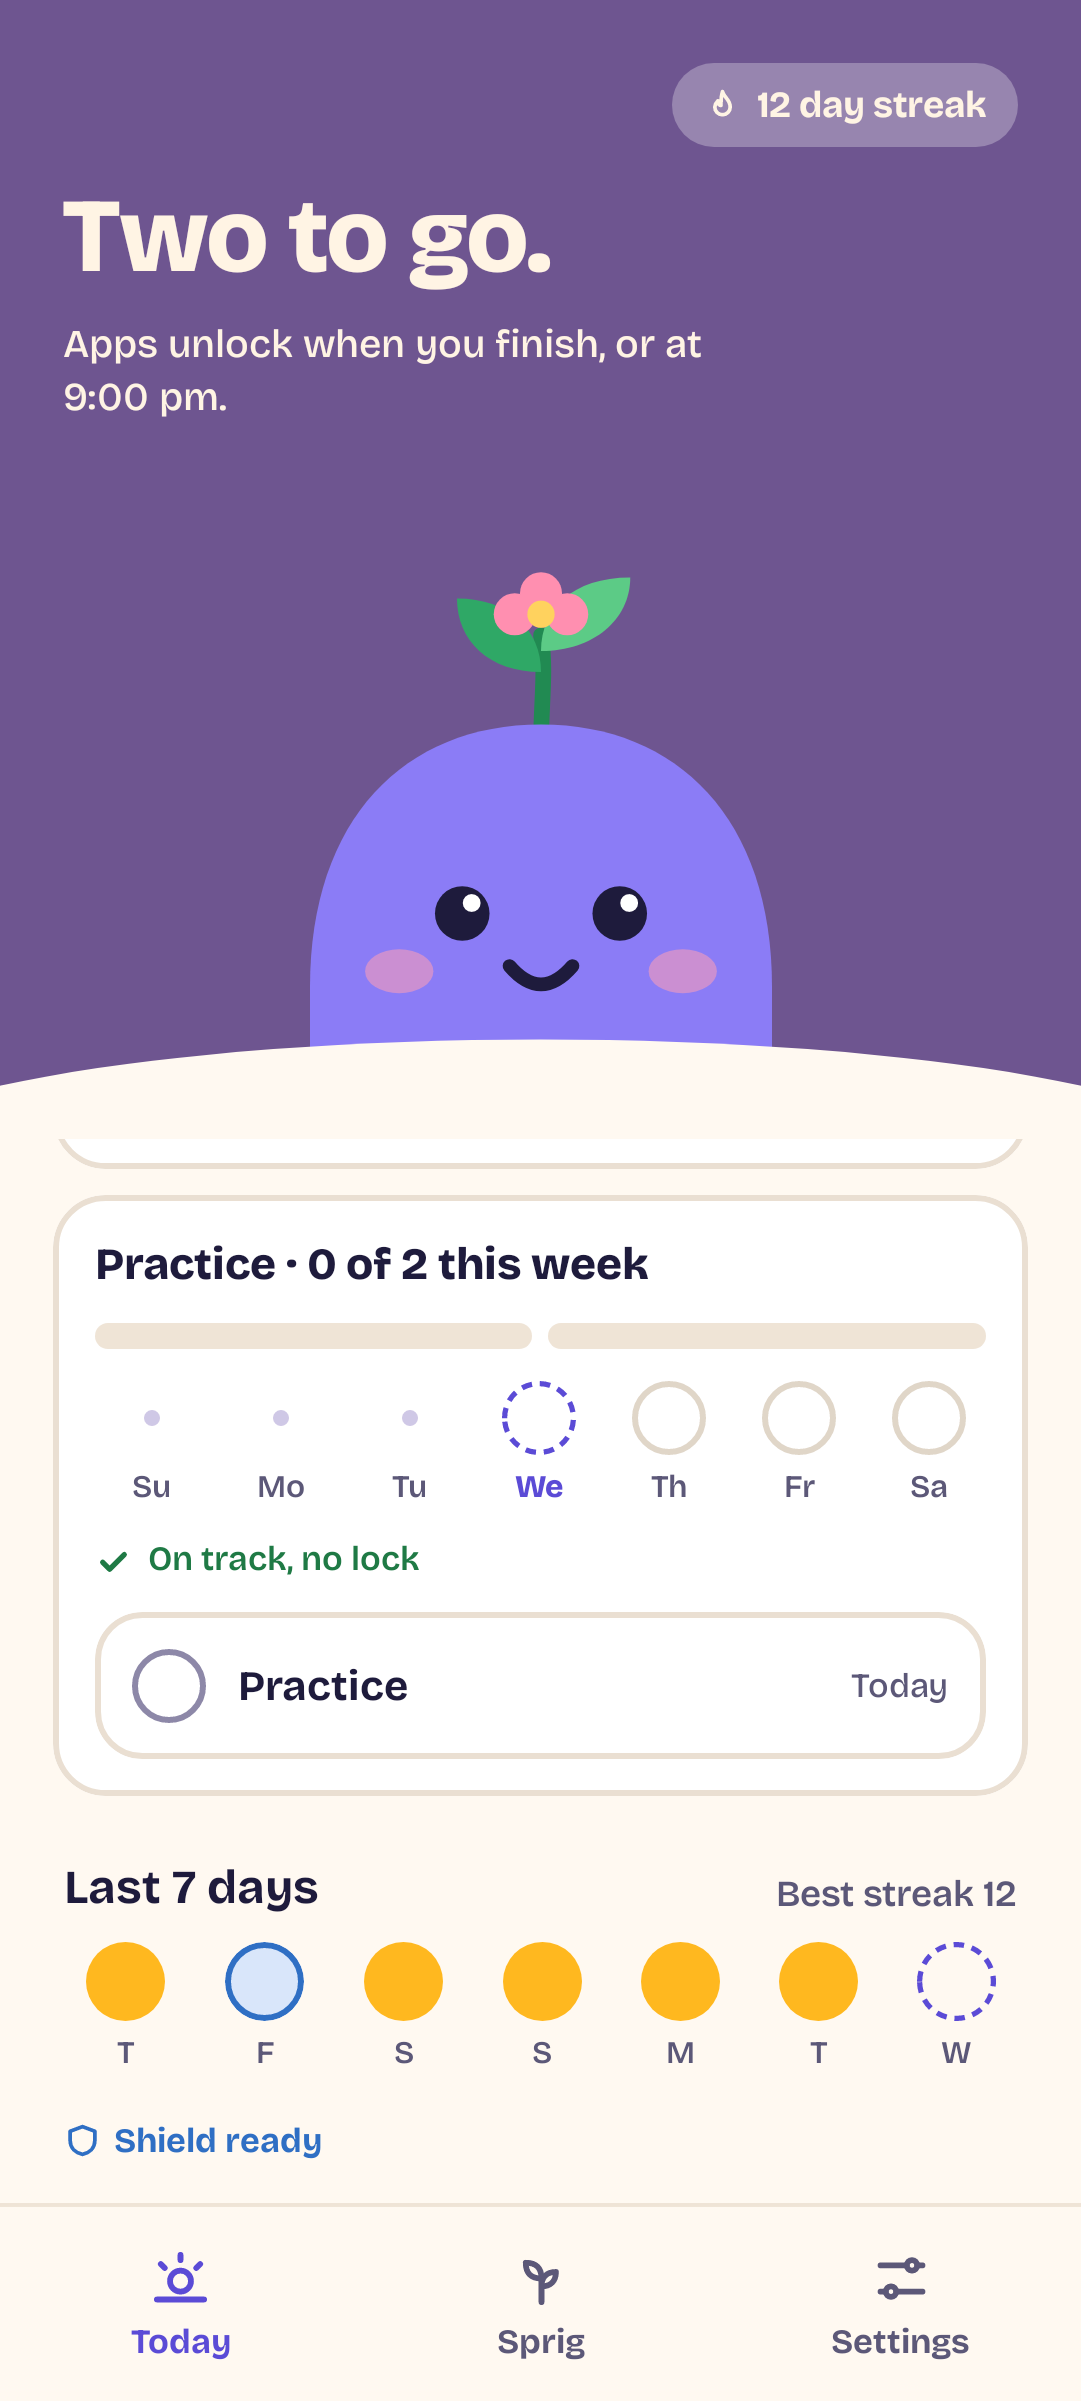 12 day streak
Two to go.
Apps unlock when you finish, or at
9:00 pm.
Practice · 0 of 2 this week
Su Mo Tu We Th Fr Sa
On track, no lock
Practice Today
Last 7 days Best streak 12
T F S S M T W
Shield ready
Today Sprig Settings